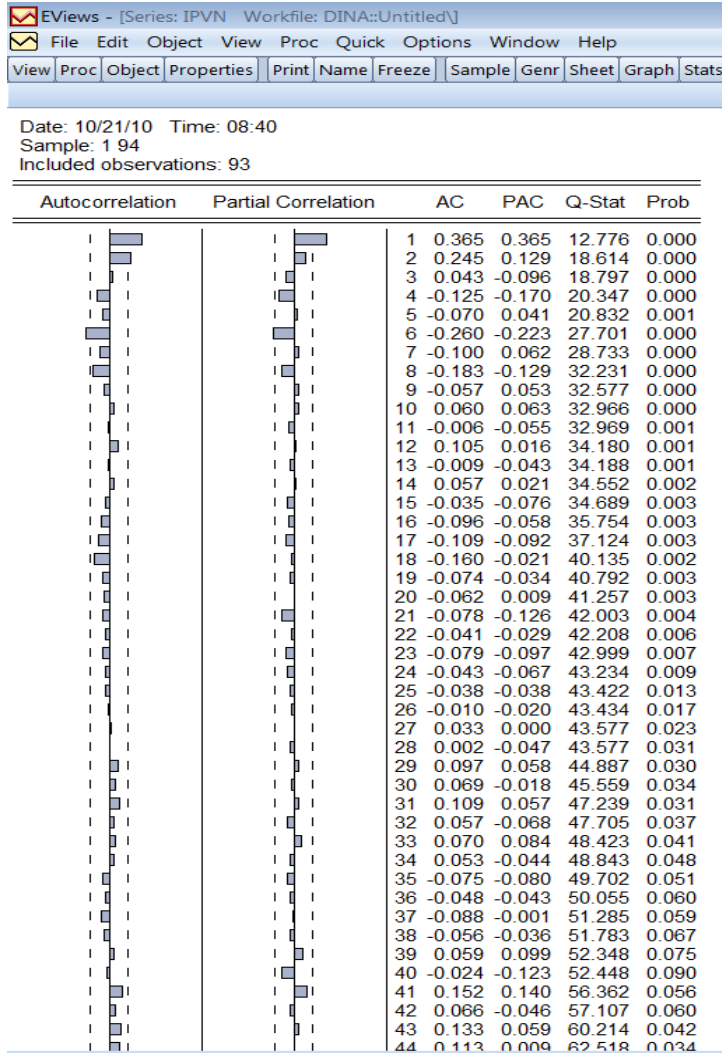 EViews - [Series: IPVN Workfile: DINA::Untitled\]
File Edit Object View Proc Quick Options Window Help
View Proc Object Properties Print Name Freeze Sample Genr Sheet Graph Stats
Date: 10/21/10 Time: 08:40
Sample: 1 94
Included observations: 93
Autocorrelation Partial Correlation AC PAC Q-Stat Prob
1 0.365 0.365 12.776 0.000
2 0.245 0.129 18.614 0.000
3 0.043 -0.096 18.797 0.000
4 -0.125 -0.170 20.347 0.000
5 -0.070 0.041 20.832 0.001
6 -0.260 -0.223 27.701 0.000
7 -0.100 0.062 28.733 0.000
8 -0.183 -0.129 32.231 0.000
9 -0.057 0.053 32.577 0.000
10 0.060 0.063 32.966 0.000
11 -0.006 -0.055 32.969 0.001
12 0.105 0.016 34.180 0.001
13 -0.009 -0.043 34.188 0.001
14 0.057 0.021 34.552 0.002
15 -0.035 -0.076 34.689 0.003
16 -0.096 -0.058 35.754 0.003
17 -0.109 -0.092 37.124 0.003
18 -0.160 -0.021 40.135 0.002
19 -0.074 -0.034 40.792 0.003
20 -0.062 0.009 41.257 0.003
21 -0.078 -0.126 42.003 0.004
22 -0.041 -0.029 42.208 0.006
23 -0.079 -0.097 42.999 0.007
24 -0.043 -0.067 43.234 0.009
25 -0.038 -0.038 43.422 0.013
26 -0.010 -0.020 43.434 0.017
27 0.033 0.000 43.577 0.023
28 0.002 -0.047 43.577 0.031
29 0.097 0.058 44.887 0.030
30 0.069 -0.018 45.559 0.034
31 0.109 0.057 47.239 0.031
32 0.057 -0.068 47.705 0.037
33 0.070 0.084 48.423 0.041
34 0.053 -0.044 48.843 0.048
35 -0.075 -0.080 49.702 0.051
36 -0.048 -0.043 50.055 0.060
37 -0.088 -0.001 51.285 0.059
38 -0.056 -0.036 51.783 0.067
39 0.059 0.099 52.348 0.075
40 -0.024 -0.123 52.448 0.090
41 0.152 0.140 56.362 0.056
42 0.066 -0.046 57.107 0.060
43 0.133 0.059 60.214 0.042
44 0.113 0.009 62.518 0.034